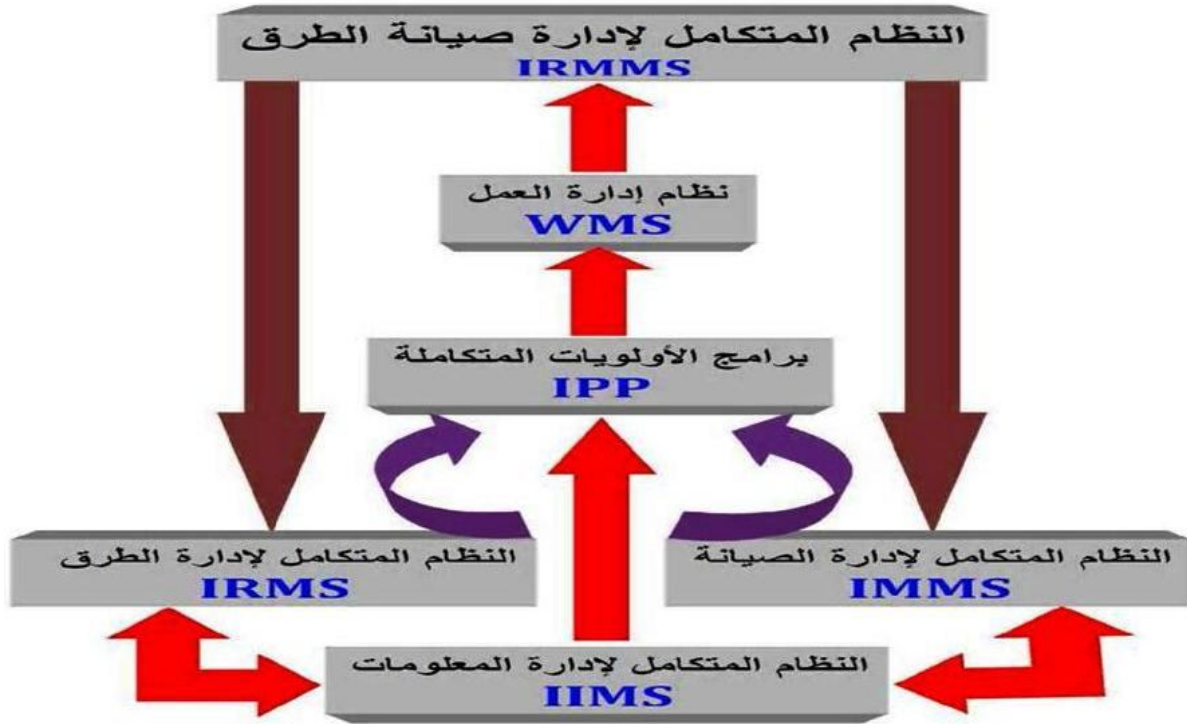 النظام المتكامل لإدارة صيانة الطرق
IRMMS
نظام إدارة العمل
WMS
برامج الأولويات المتكاملة
IPP
النظام المتكامل لإدارة الطرق
IRMS
النظام المتكامل لإدارة الصيانة
IMMS
النظام المتكامل لإدارة المعلومات
IIMS